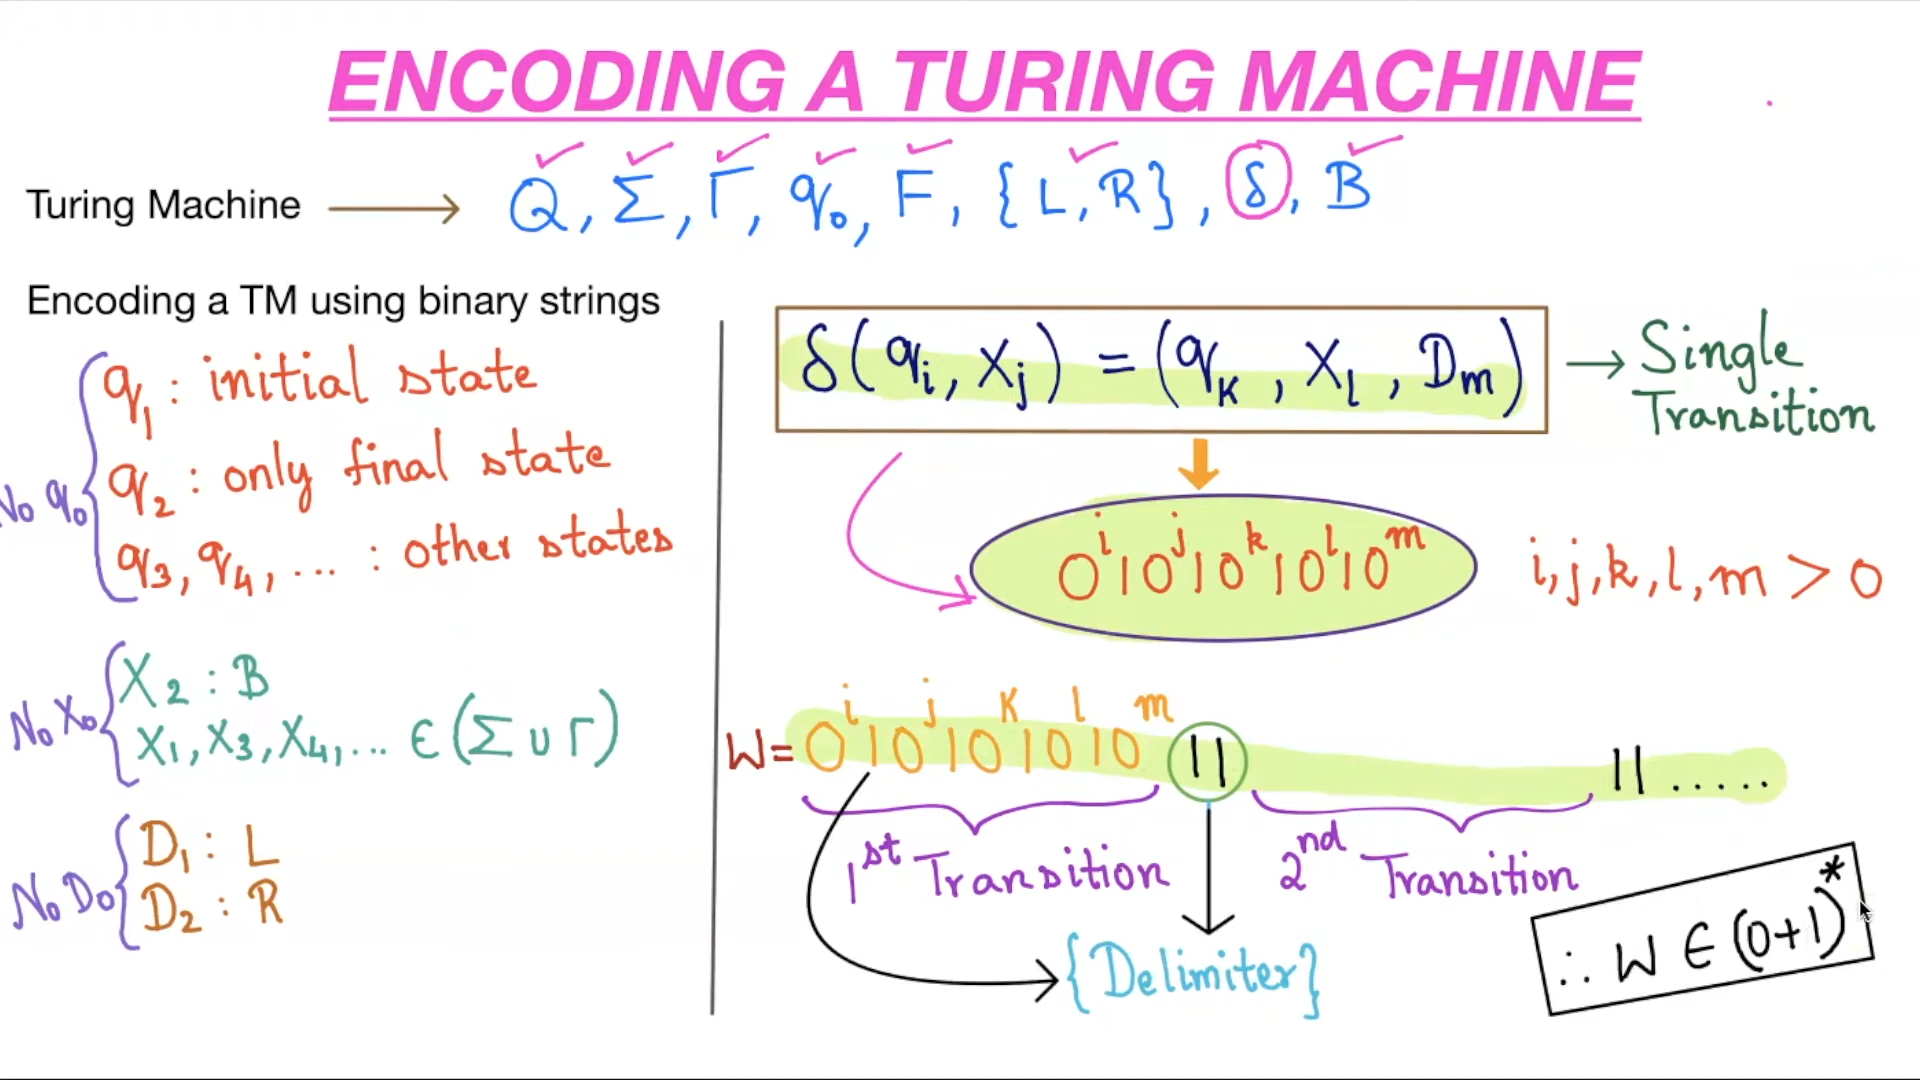 ENCODING A TURING MACHINE
Turing Machine → Q, Σ, Γ, q₀, F, {L, R}, δ, B
Encoding a TM using binary strings
No q₀ { q₁ : initial state
q₂ : only final state
q₃, q₄, ... : other states
No X₀ { X₂ : B
X₁, X₃, X₄, ... ∈ (Σ ∪ Γ)
No D₀ { D₁ : L
D₂ : R
δ(qᵢ, Xⱼ) = (qₖ, Xₗ, Dₘ) → Single Transition
0ⁱ10ʲ10ᵏ10ˡ10ᵐ i, j, k, l, m > 0
W = 0ⁱ10ʲ10ᴷ10ˡ10ᵐ 11 11 .....
1ˢᵗ Transition 2ⁿᵈ Transition
{Delimiter}
∴ W ∈ (0+1)*